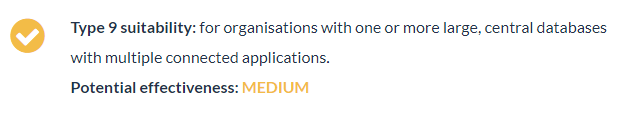 Type 9 suitability: for organisations with one or more large, central databases
with multiple connected applications.
Potential effectiveness: MEDIUM